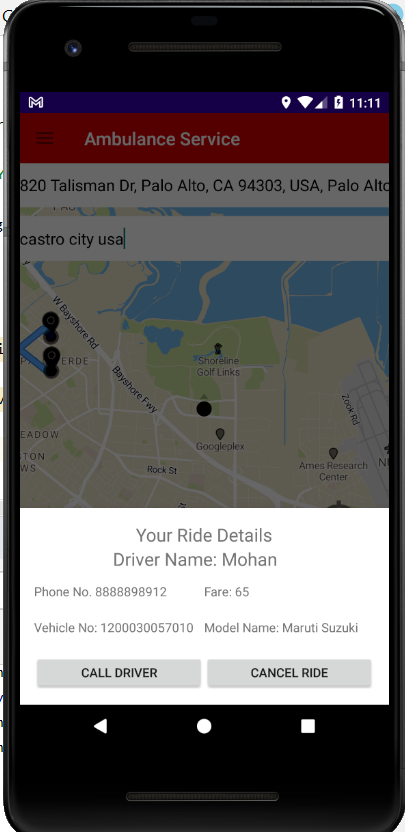 11:11
Ambulance Service
820 Talisman Dr, Palo Alto, CA 94303, USA, Palo Alto
castro city usa
W Bayshore Rd
ERDE
Shoreline
Golf Links
Bayshore Fwy
Zook Rd
EADOW
Googleplex
WS
Rock St
Ames Research
Center
Your Ride Details
Driver Name: Mohan
Phone No. 8888898912 Fare: 65
Vehicle No: 1200030057010 Model Name: Maruti Suzuki
CALL DRIVER CANCEL RIDE